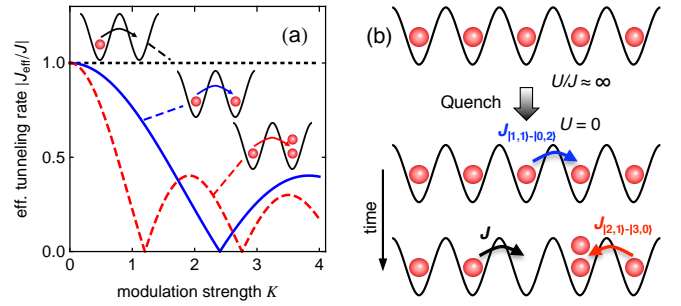 (a)
eff. tunneling rate |J_eff/J|
1.0
0.5
0.0
0
1
2
3
4
modulation strength K
(b)
U/J ≈ ∞
Quench
U = 0
J_|1,1⟩-|0,2⟩
time
J
J_|2,1⟩-|3,0⟩